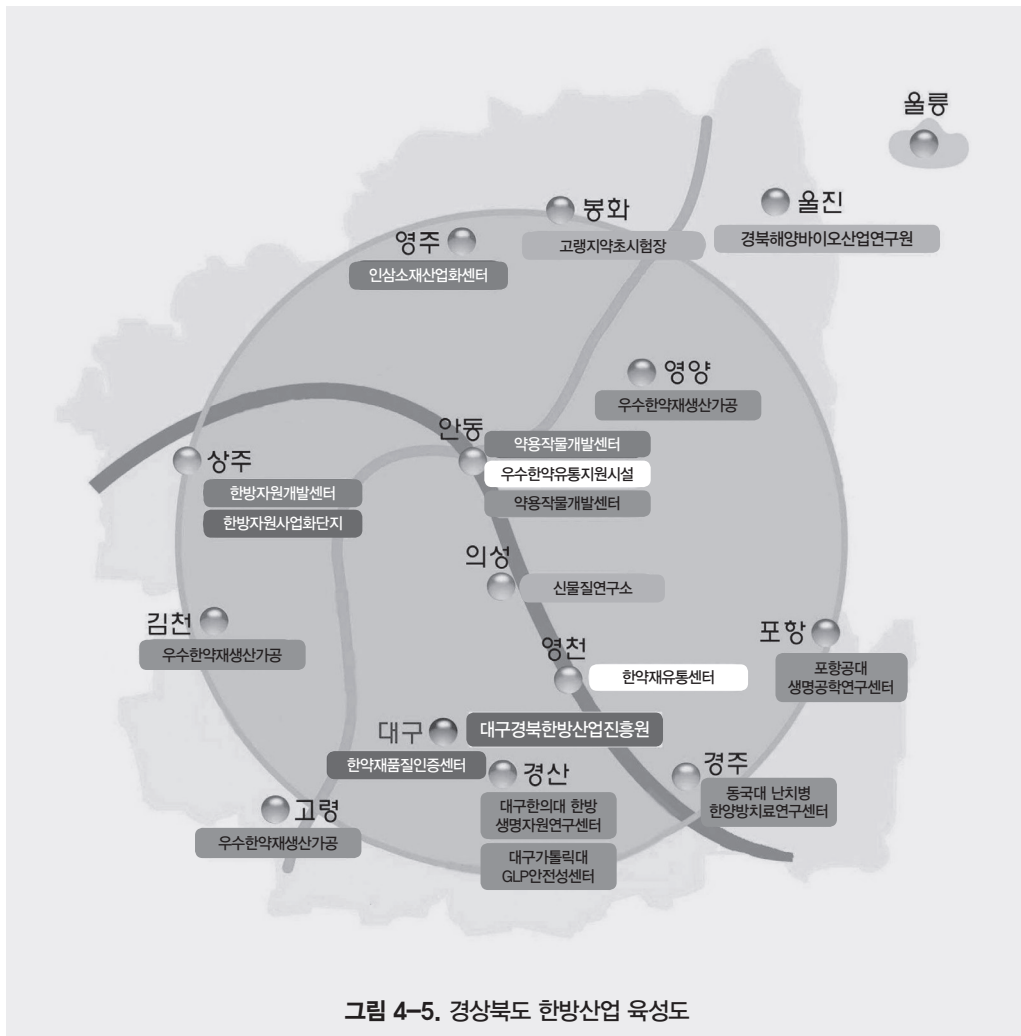 울릉
울진
경북해양바이오산업연구원
봉화
고랭지약초시험장
영주
인삼소재산업화센터
영양
우수한약재생산가공
안동
약용작물개발센터
우수한약유통지원시설
약용작물개발센터
상주
한방자원개발센터
한방자원사업화단지
의성
신물질연구소
김천
우수한약재생산가공
영천
한약재유통센터
포항
포항공대
생명공학연구센터
대구
대구경북한방산업진흥원
한약재품질인증센터
경산
대구한의대 한방
생명자원연구센터
대구가톨릭대
GLP안전성센터
경주
동국대 난치병
한양방치료연구센터
고령
우수한약재생산가공
그림 4-5. 경상북도 한방산업 육성도